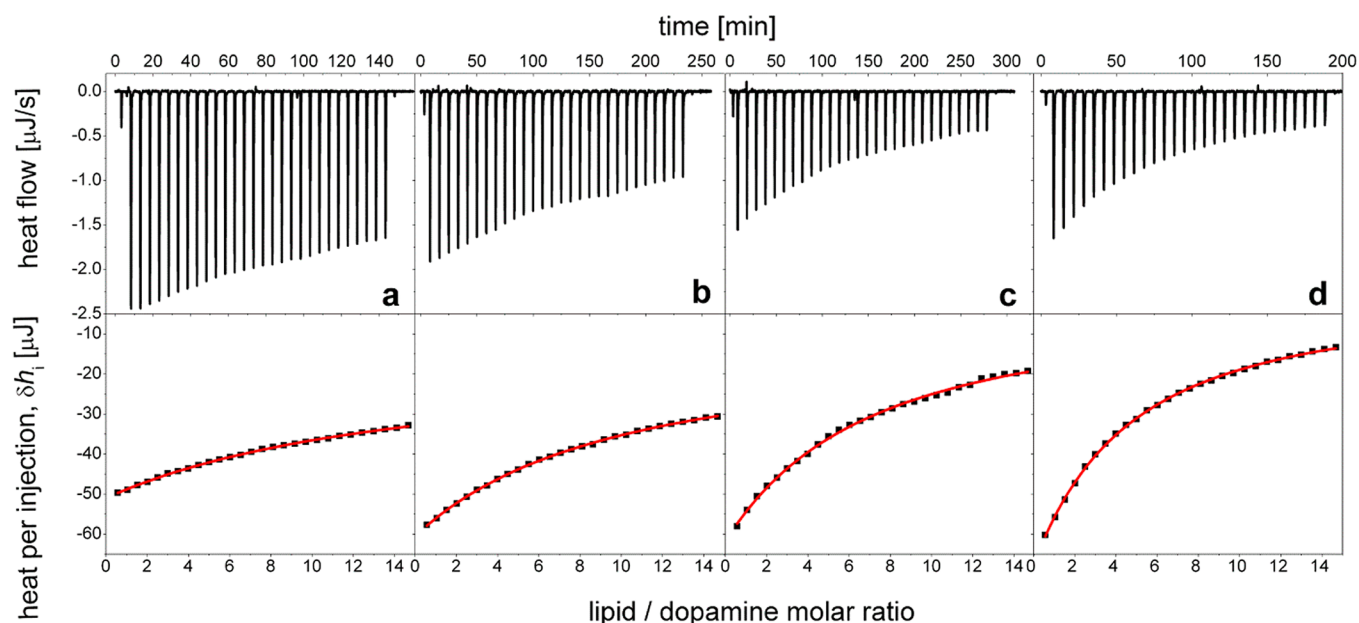 time [min]
0 20 40 60 80 100 120 140 0 50 100 150 200 250 0 50 100 150 200 250 300 0 50 100 150 200
heat flow [µJ/s]
0.0
-0.5
-1.0
-1.5
-2.0
-2.5
a b c d
heat per injection, δhi [µJ]
-10
-20
-30
-40
-50
-60
0 2 4 6 8 10 12 14 0 2 4 6 8 10 12 14 0 2 4 6 8 10 12 14 0 2 4 6 8 10 12 14
lipid / dopamine molar ratio